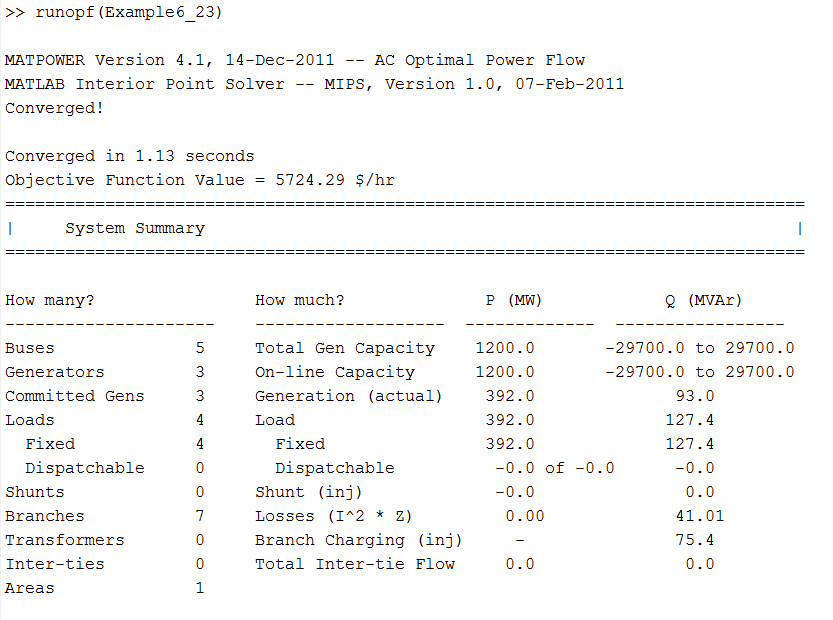 >> runopf(Example6_23)

MATPOWER Version 4.1, 14-Dec-2011 -- AC Optimal Power Flow
MATLAB Interior Point Solver -- MIPS, Version 1.0, 07-Feb-2011
Converged!

Converged in 1.13 seconds
Objective Function Value = 5724.29 $/hr
================================================================================
|     System Summary                                                           |
================================================================================

How many?                How much?              P (MW)            Q (MVAr)
---------------------    -------------------  -------------  -----------------
Buses              5     Total Gen Capacity    1200.0       -29700.0 to 29700.0
Generators         3     On-line Capacity      1200.0       -29700.0 to 29700.0
Committed Gens     3     Generation (actual)    392.0              93.0
Loads              4     Load                   392.0             127.4
  Fixed            4       Fixed                392.0             127.4
  Dispatchable     0       Dispatchable          -0.0 of -0.0      -0.0
Shunts             0     Shunt (inj)             -0.0               0.0
Branches           7     Losses (I^2 * Z)         0.00             41.01
Transformers       0     Branch Charging (inj)     -               75.4
Inter-ties         0     Total Inter-tie Flow     0.0               0.0
Areas              1